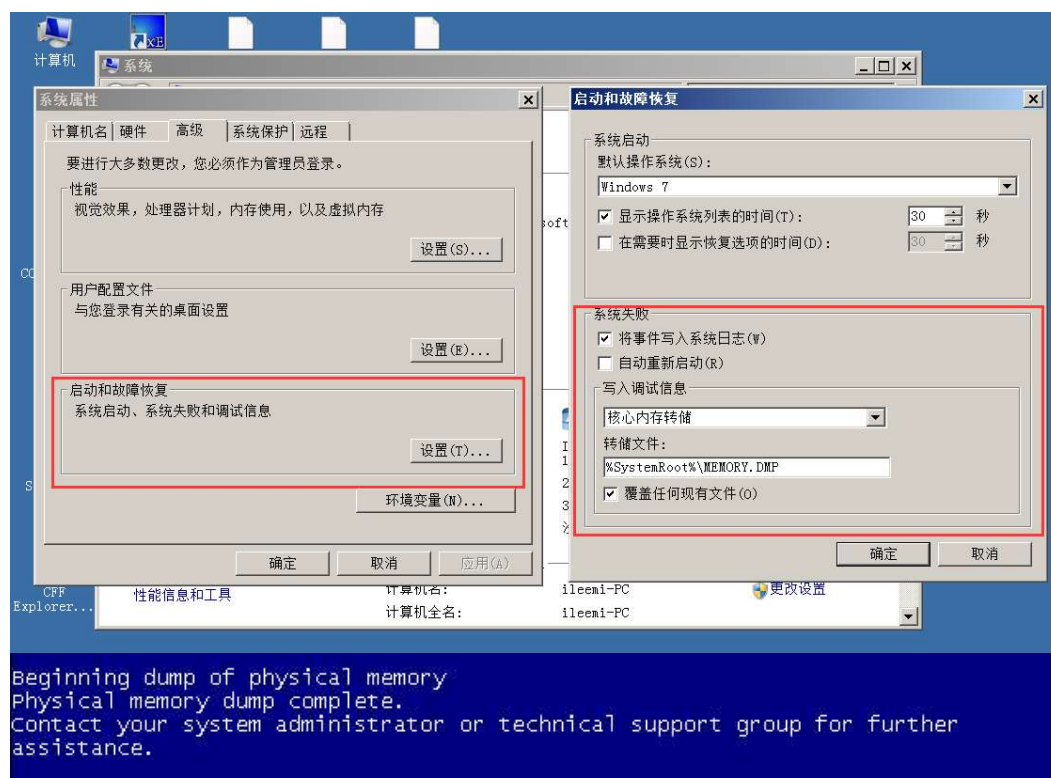 计算机
系统
系统属性
计算机名 硬件 高级 系统保护 远程
要进行大多数更改，您必须作为管理员登录。
性能
视觉效果，处理器计划，内存使用，以及虚拟内存
设置(S)...
用户配置文件
与您登录有关的桌面设置
设置(E)...
启动和故障恢复
系统启动、系统失败和调试信息
设置(T)...
环境变量(N)...
确定 取消 应用(A)
启动和故障恢复
系统启动
默认操作系统(S):
Windows 7
显示操作系统列表的时间(T): 30 秒
在需要时显示恢复选项的时间(D): 30 秒
系统失败
将事件写入系统日志(W)
自动重新启动(R)
写入调试信息
核心内存转储
转储文件:
%SystemRoot%\MEMORY.DMP
覆盖任何现有文件(O)
确定 取消
soft
CFF
Explorer...
性能信息和工具
计算机名: ileemi-PC 更改设置
计算机全名: ileemi-PC
Beginning dump of physical memory
Physical memory dump complete.
Contact your system administrator or technical support group for further
assistance.